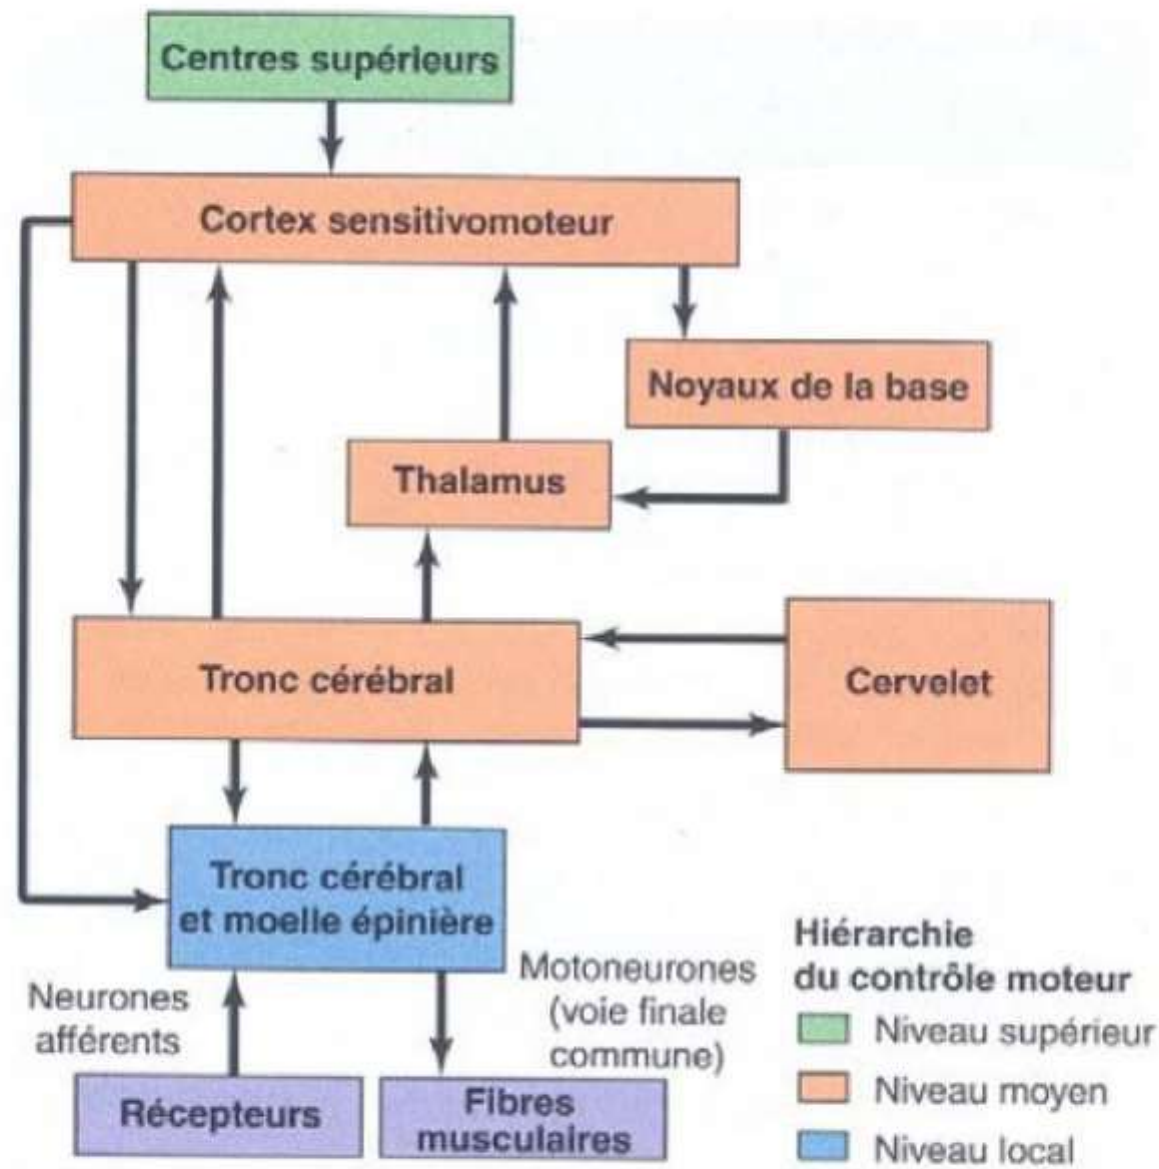 Centres supérieurs
Cortex sensitivomoteur
Noyaux de la base
Thalamus
Tronc cérébral
Cervelet
Tronc cérébral
et moelle épinière
Neurones
afférents
Motoneurones
(voie finale
commune)
Récepteurs
Fibres
musculaires
Hiérarchie
du contrôle moteur
Niveau supérieur
Niveau moyen
Niveau local